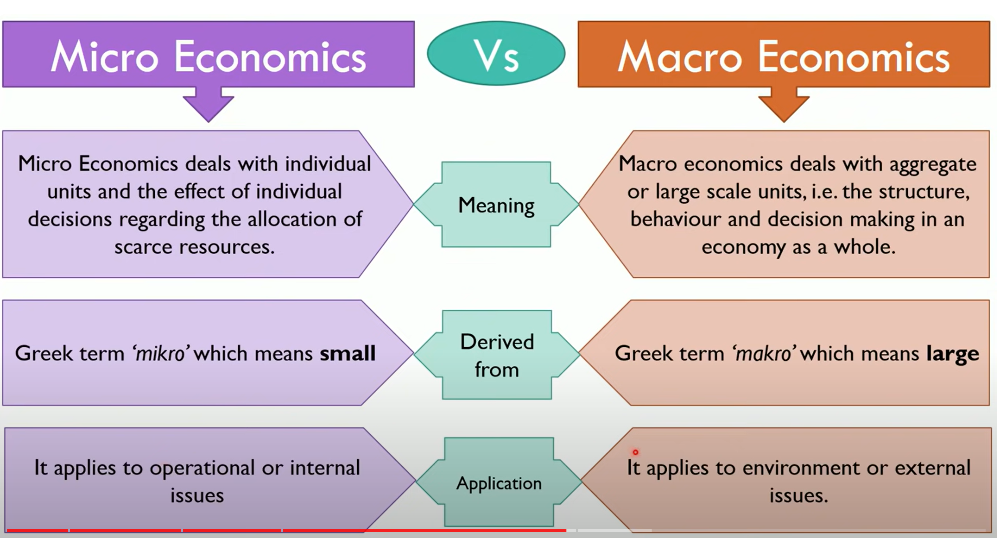 Micro Economics
Vs
Macro Economics
Micro Economics deals with individual
units and the effect of individual
decisions regarding the allocation of
scarce resources.
Meaning
Macro economics deals with aggregate
or large scale units, i.e. the structure,
behaviour and decision making in an
economy as a whole.
Greek term ‘mikro’ which means small
Derived
from
Greek term ‘makro’ which means large
It applies to operational or internal
issues
Application
It applies to environment or external
issues.